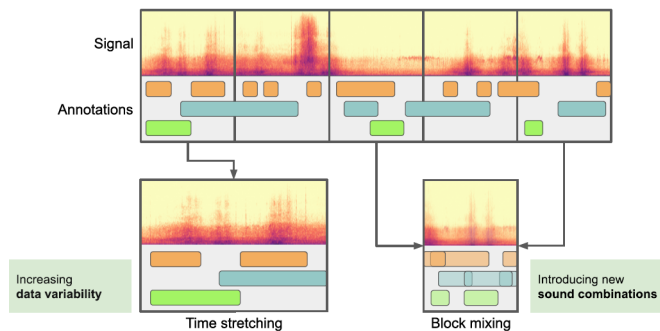 Signal
Annotations
Increasing
data variability
Introducing new
sound combinations
Time stretching
Block mixing